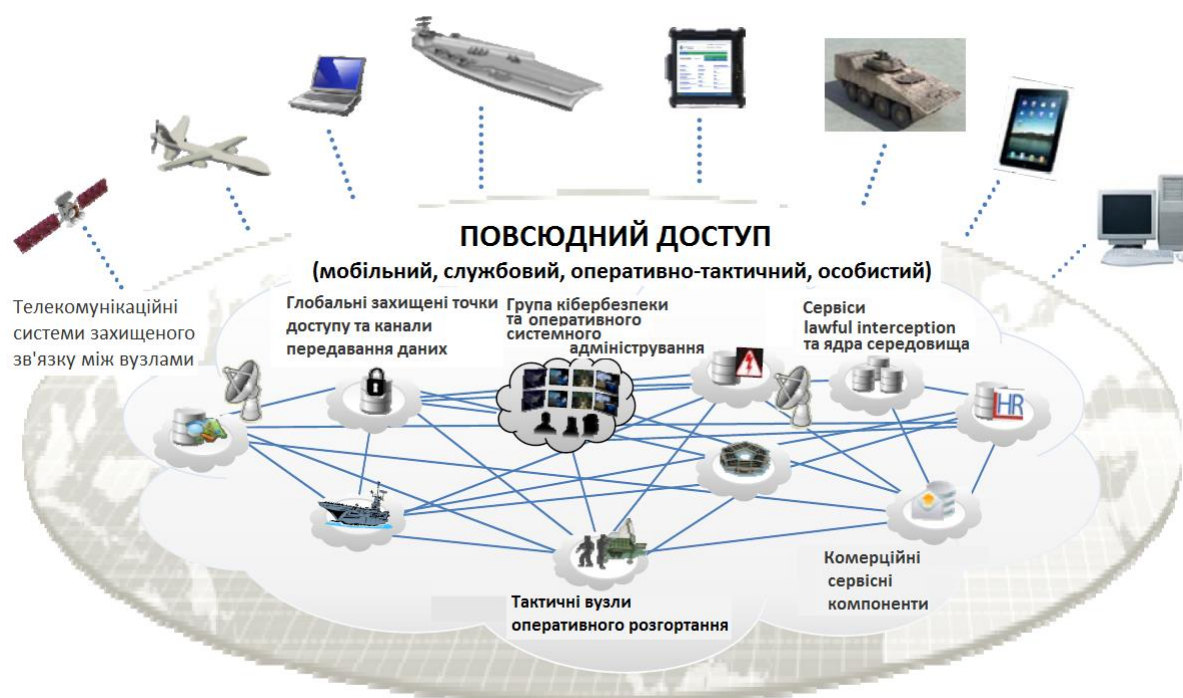 ПОВСЮДНИЙ ДОСТУП
(мобільний, службовий, оперативно-тактичний, особистий)
Телекомунікаційні
системи захищеного
зв'язку між вузлами
Глобальні захищені точки
доступу та канали
передавання даних
Група кібербезпеки
та оперативного
системного
адміністрування
Сервіси
lawful interception
та ядра середовища
HR
Комерційні
сервісні
компоненти
Тактичні вузли
оперативного розгортання